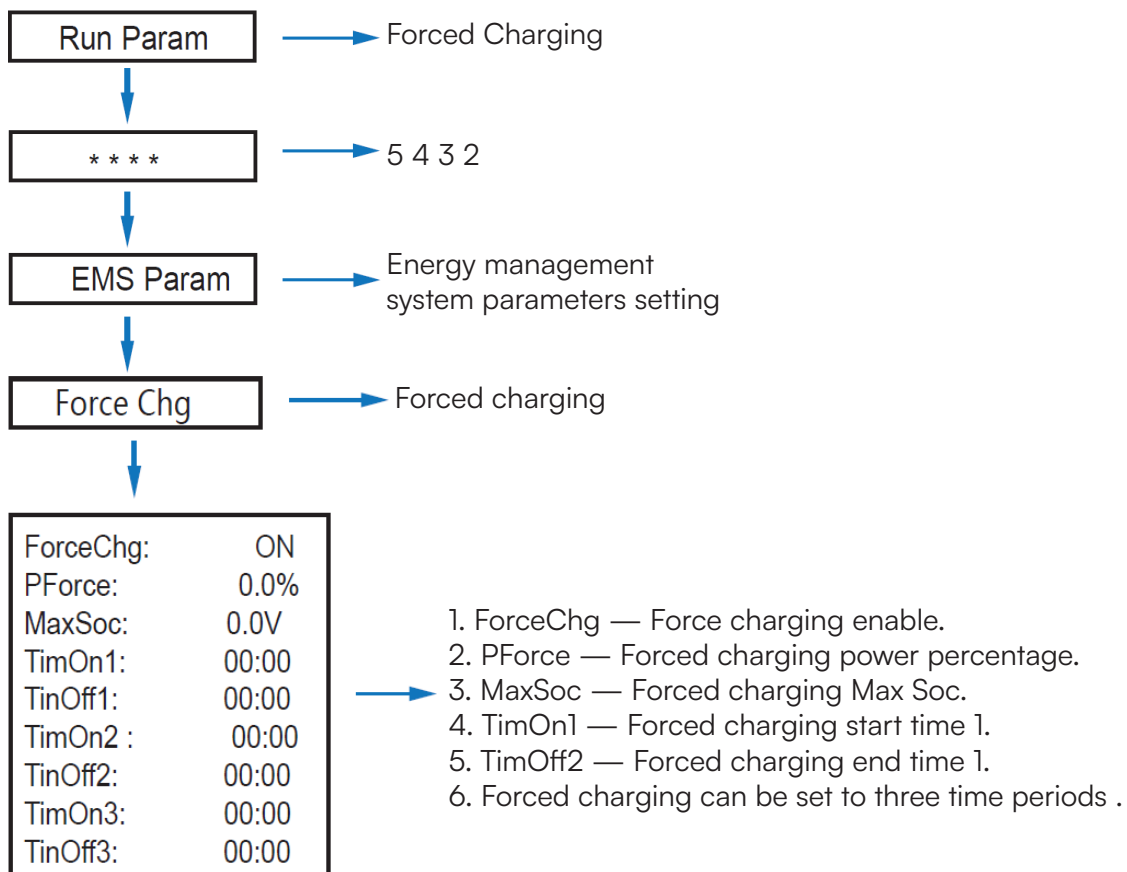 Run Param
Forced Charging
* * * *
5 4 3 2
EMS Param
Energy management
system parameters setting
Force Chg
Forced charging
ForceChg: ON
PForce: 0.0%
MaxSoc: 0.0V
TimOn1: 00:00
TinOff1: 00:00
TimOn2 : 00:00
TinOff2: 00:00
TimOn3: 00:00
TinOff3: 00:00
1. ForceChg — Force charging enable.
2. PForce — Forced charging power percentage.
3. MaxSoc — Forced charging Max Soc.
4. TimOn1 — Forced charging start time 1.
5. TimOff2 — Forced charging end time 1.
6. Forced charging can be set to three time periods .